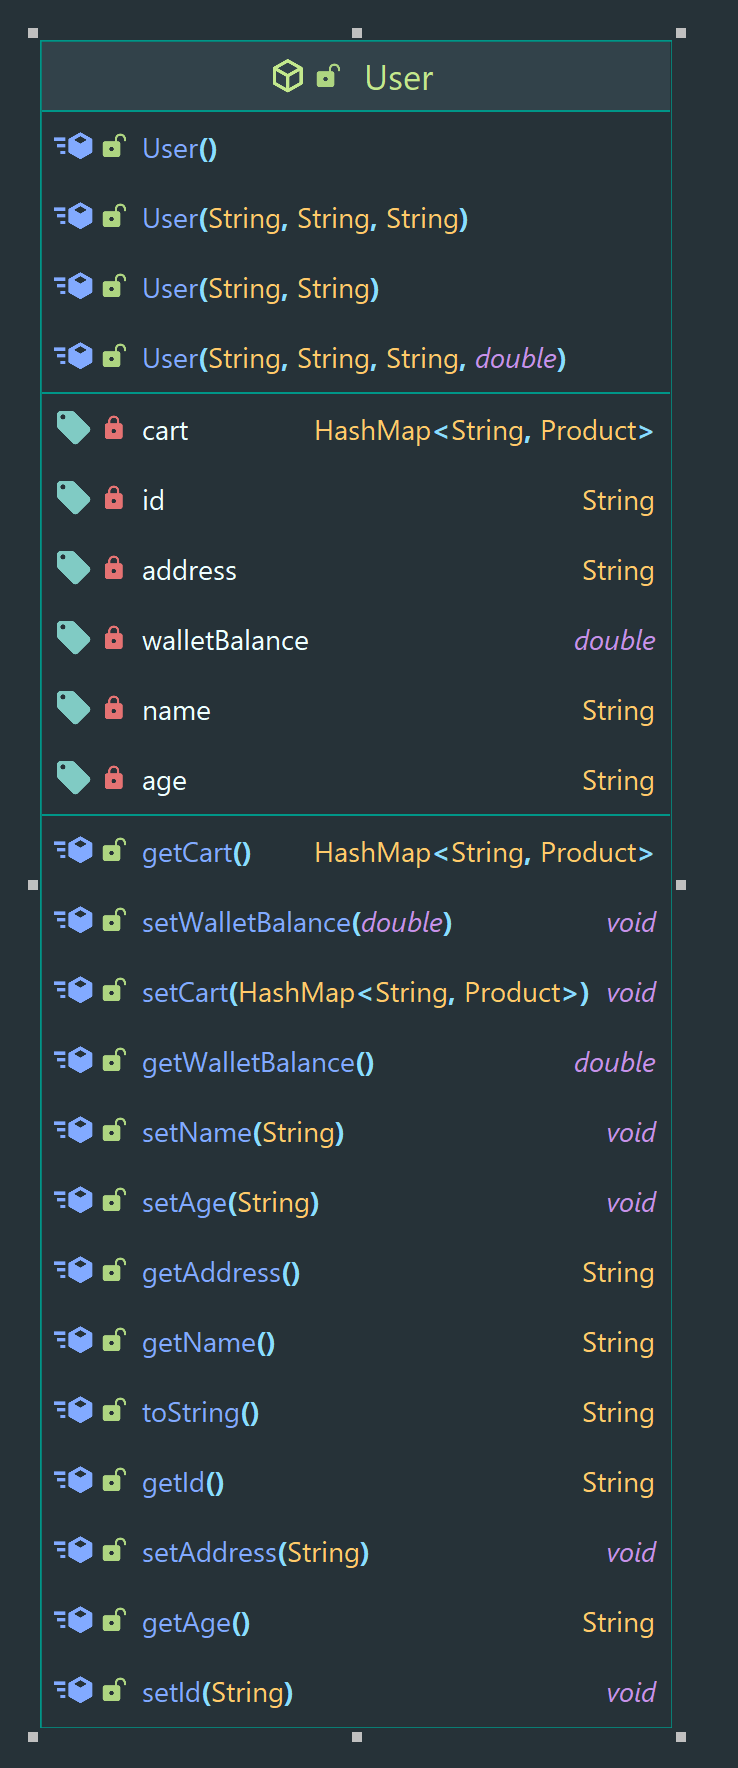 User
User()
User(String, String, String)
User(String, String)
User(String, String, String, double)
cart HashMap<String, Product>
id String
address String
walletBalance double
name String
age String
getCart() HashMap<String, Product>
setWalletBalance(double) void
setCart(HashMap<String, Product>) void
getWalletBalance() double
setName(String) void
setAge(String) void
getAddress() String
getName() String
toString() String
getId() String
setAddress(String) void
getAge() String
setId(String) void